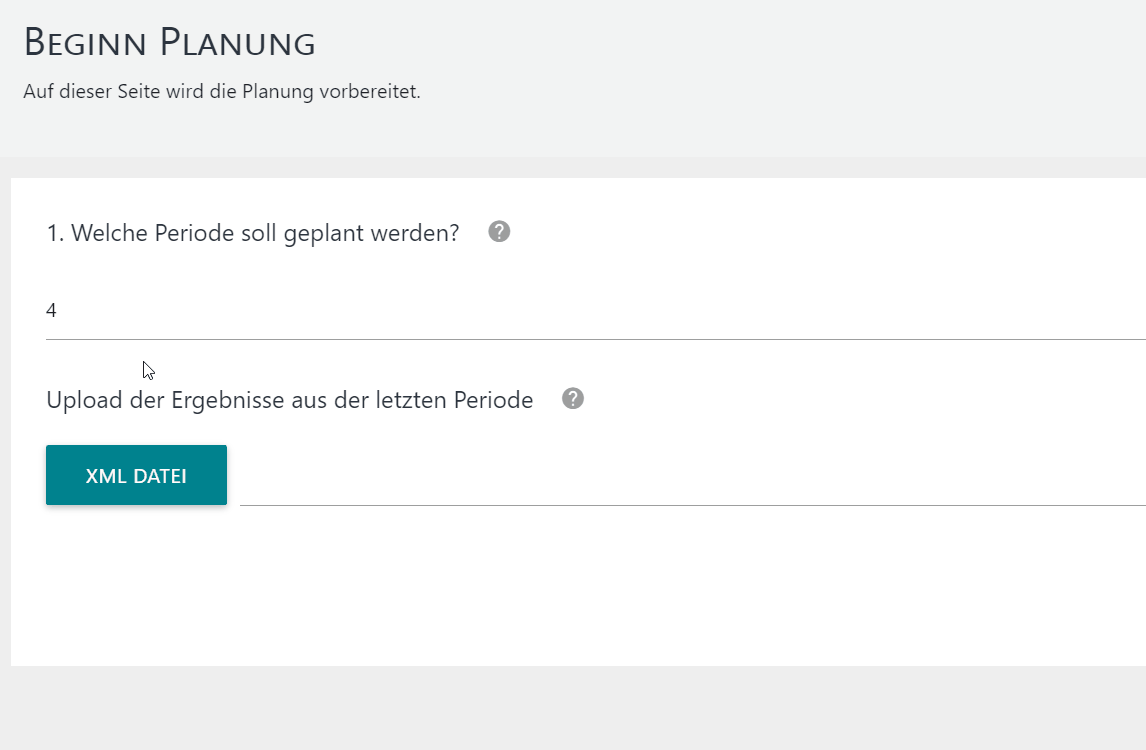 Beginn Planung
Auf dieser Seite wird die Planung vorbereitet.
1. Welche Periode soll geplant werden? ?
4
Upload der Ergebnisse aus der letzten Periode ?
XML DATEI